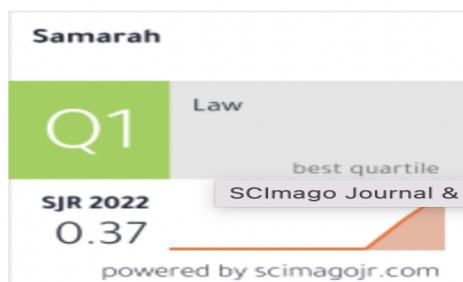 Samarah
Q1
Law
best quartile
SCImago Journal &
SJR 2022
0.37
powered by scimagojr.com